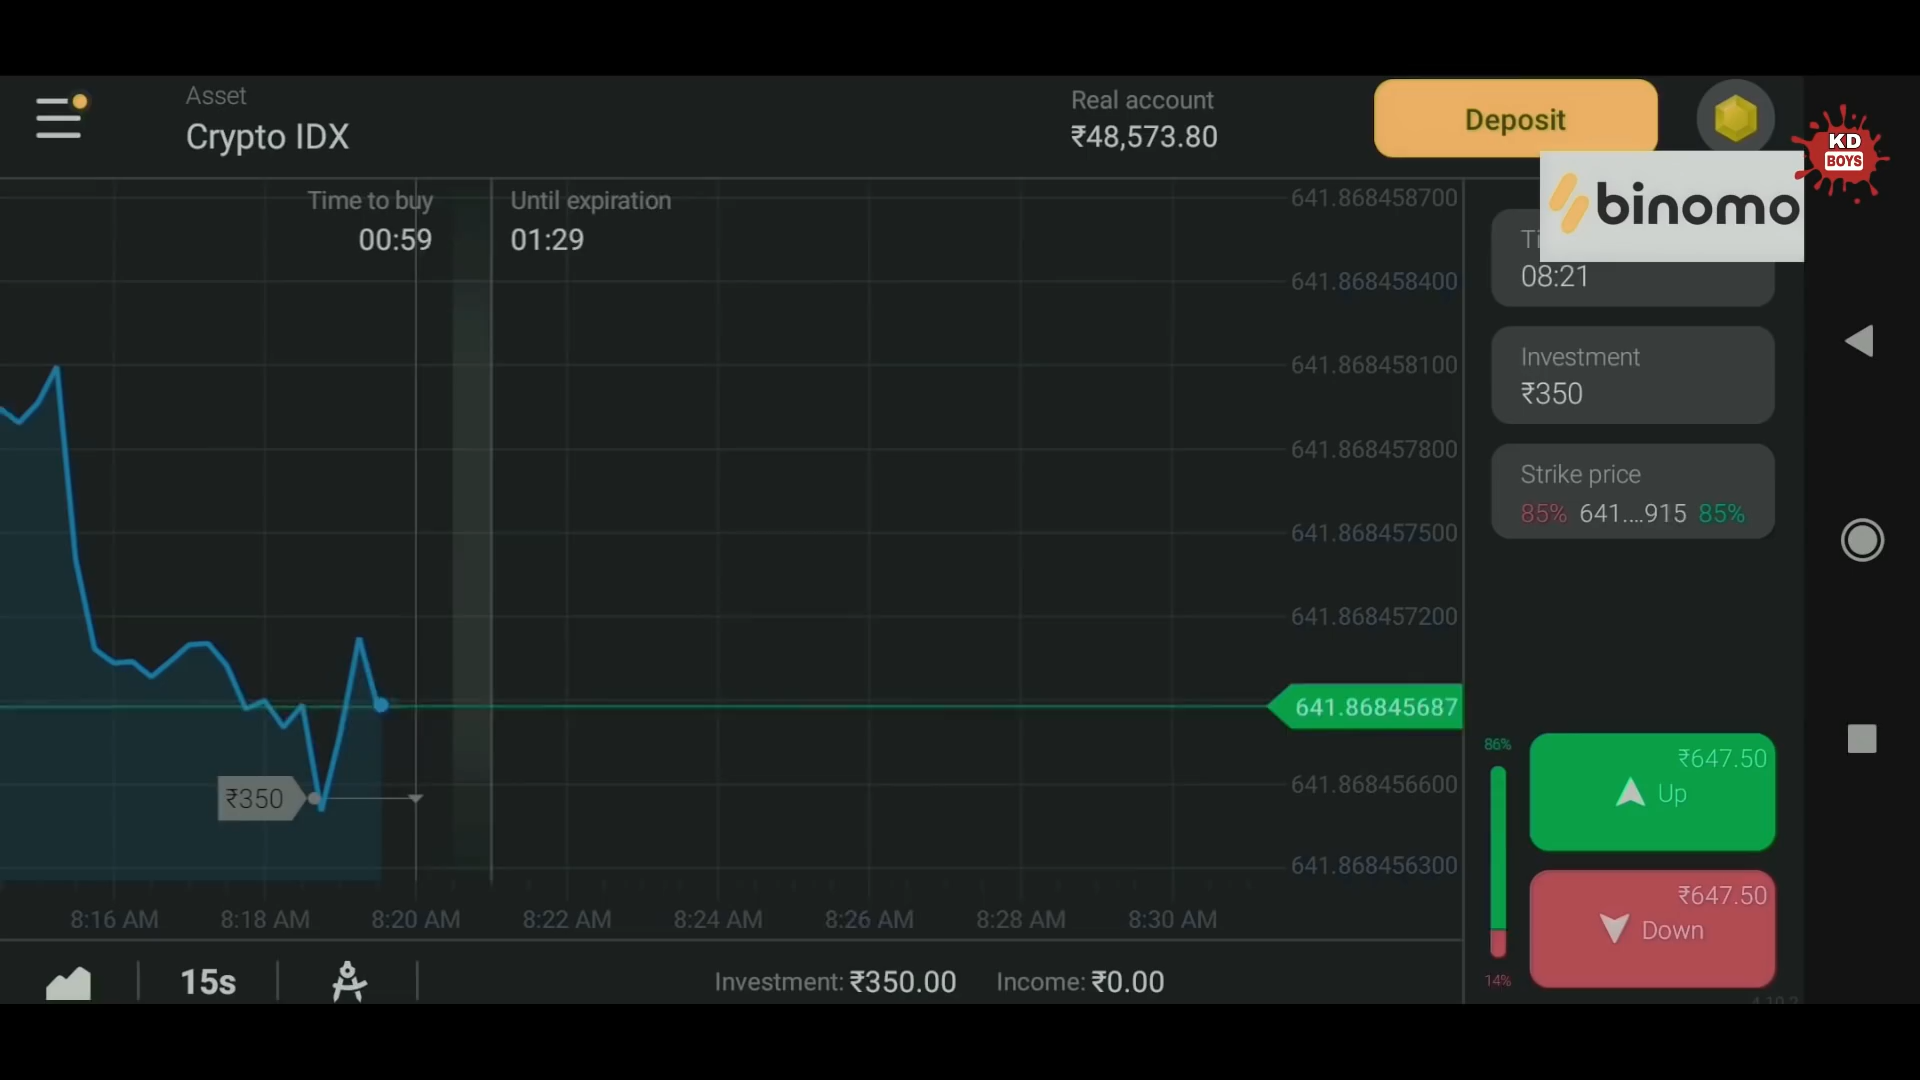 Asset
Crypto IDX
Real account
₹48,573.80
Deposit
KD
BOYS
binomo
Time to buy
00:59
Until expiration
01:29
641.868458700
641.868458400
641.868458100
641.868457800
641.868457500
641.868457200
641.86845687
641.868456600
641.868456300
Ti
08:21
Investment
₹350
Strike price
85% 641....915 85%
₹350
86%
₹647.50
Up
₹647.50
Down
14%
8:16 AM 8:18 AM 8:20 AM 8:22 AM 8:24 AM 8:26 AM 8:28 AM 8:30 AM
15s
Investment: ₹350.00 Income: ₹0.00